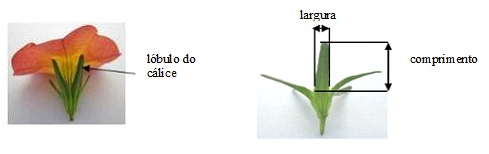 largura
lóbulo do
cálice
comprimento